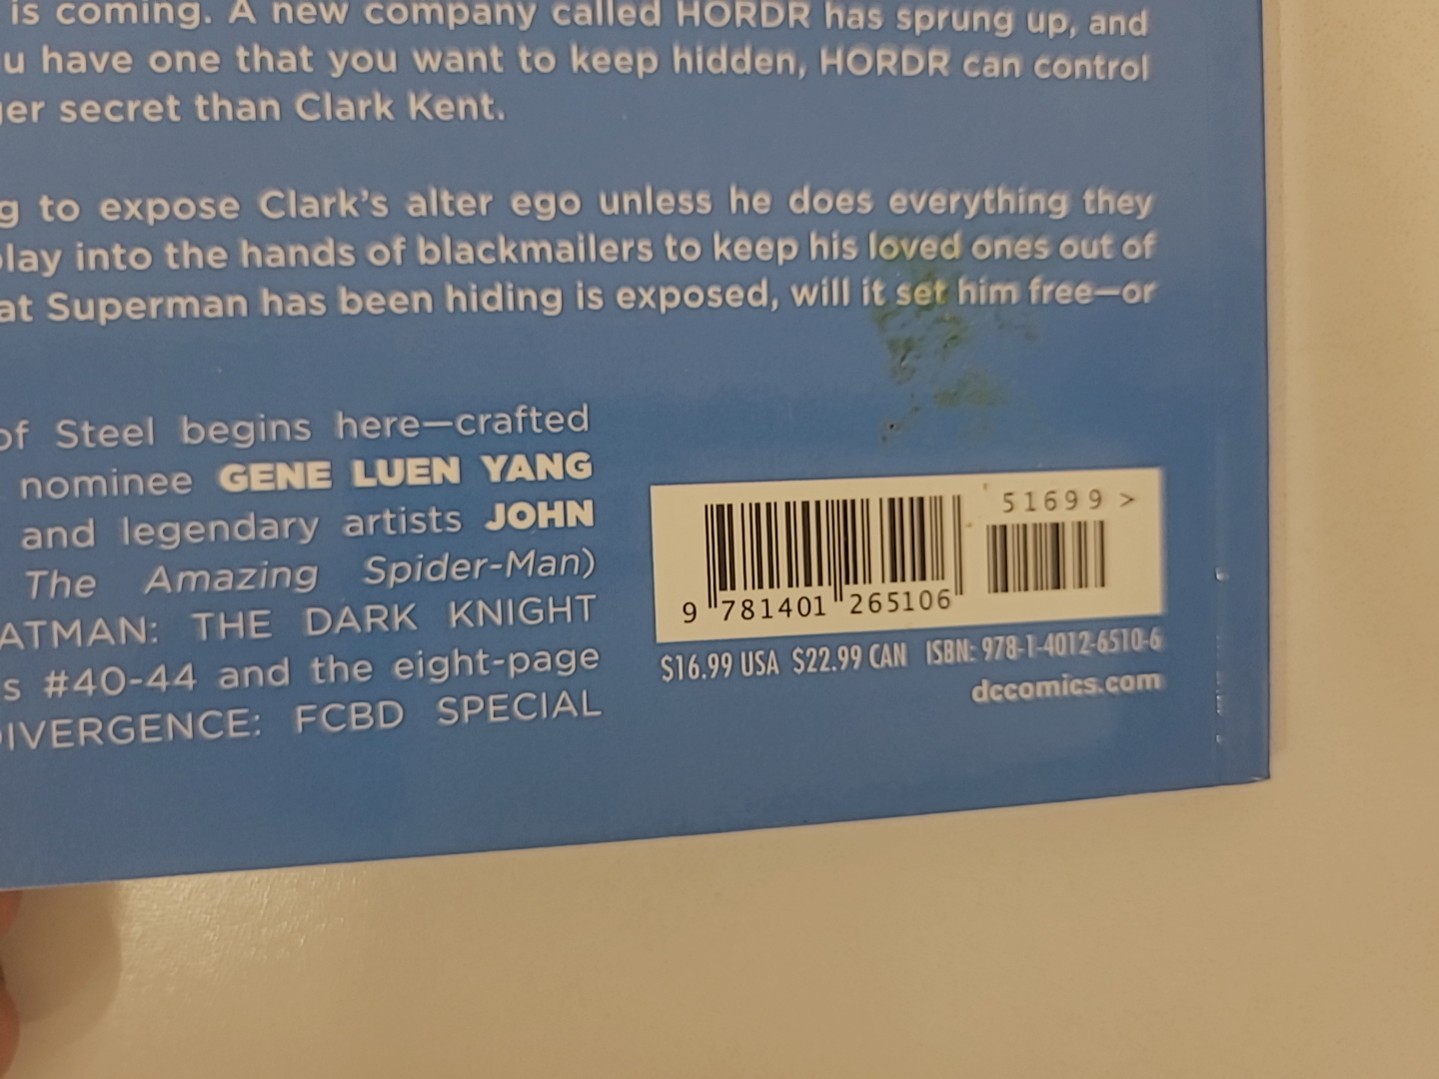 is coming. A new company called HORDR has sprung up, and
have one that you want to keep hidden, HORDR can control
secret than Clark Kent.
to expose Clark's alter ego unless he does everything they
into the hands of blackmailers to keep his loved ones out of
Superman has been hiding is exposed, will it set him free—or
of Steel begins here—crafted
nominee GENE LUEN YANG
and legendary artists JOHN
The Amazing Spider-Man)
ATMAN: THE DARK KNIGHT
s #40-44 and the eight-page
IVERGENCE: FCBD SPECIAL
51699 >
9 781401 265106
$16.99 USA $22.99 CAN ISBN: 978-1-4012-6510-6
dccomics.com